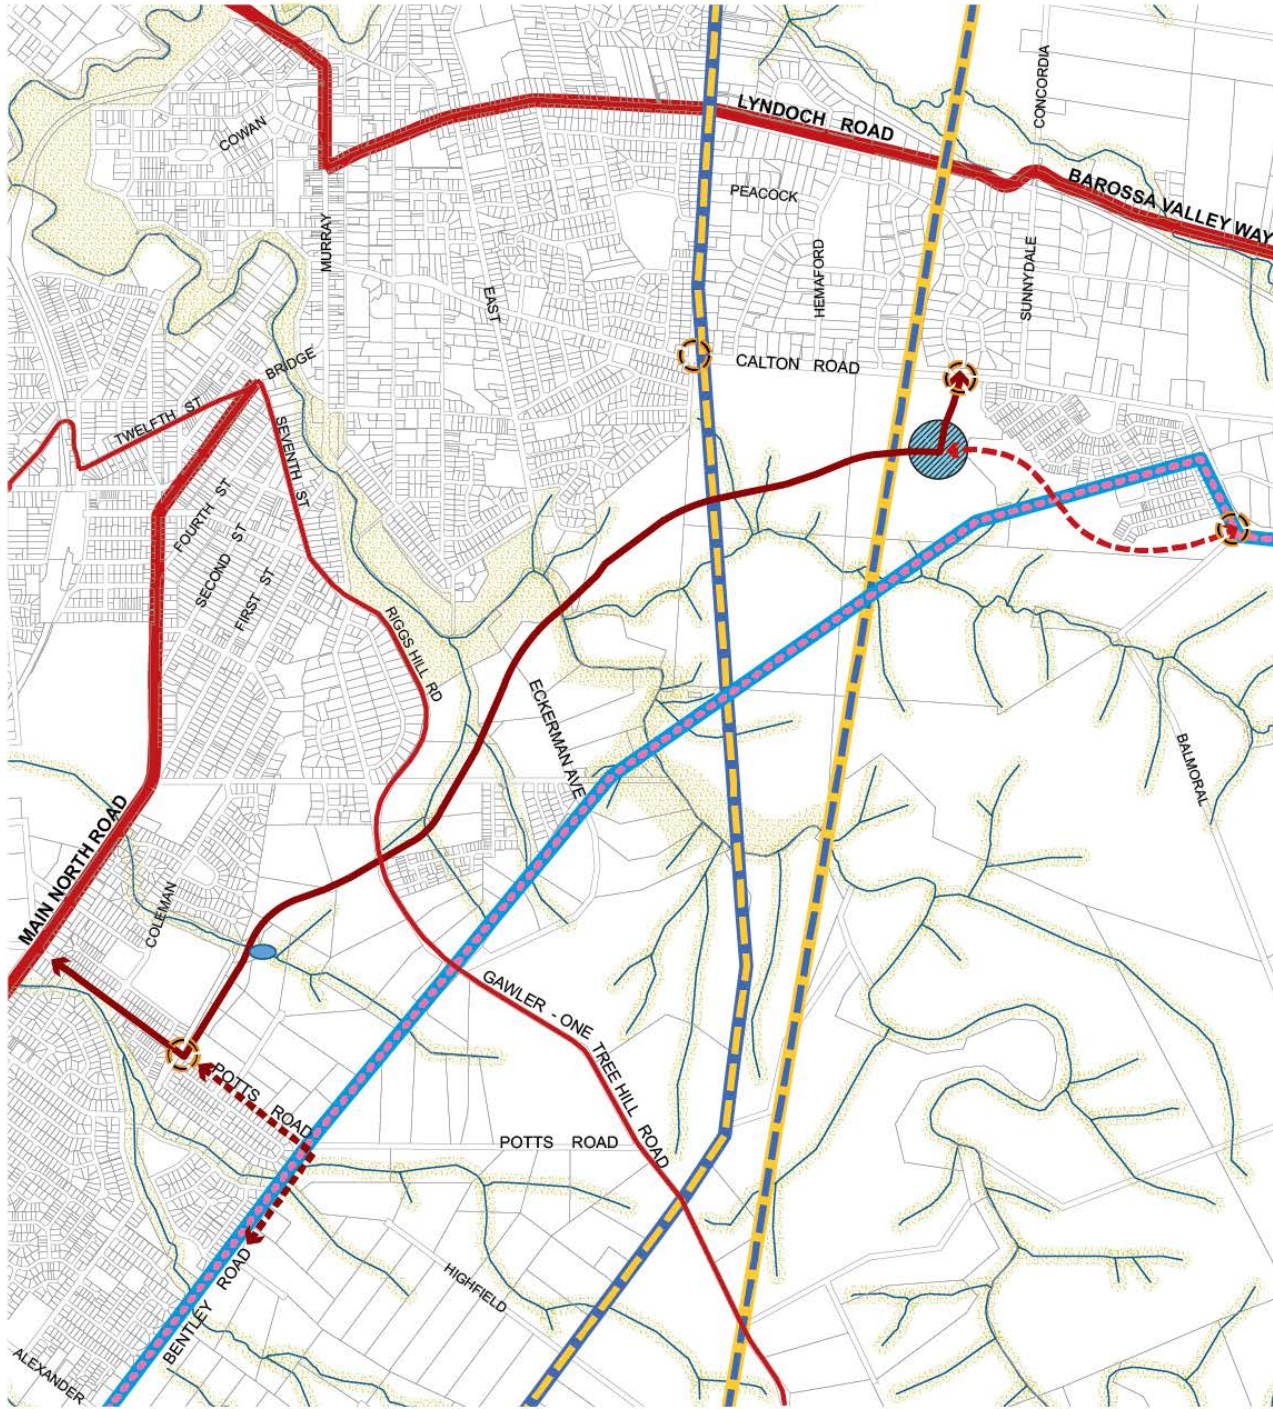 CONCORDIA
LYNDOCH ROAD
COWAN
BAROSSA VALLEY WAY
PEACOCK
MURRAY
HEMAFORD
SUNNYDALE
EAST
BRIDGE
CALTON ROAD
TWELFTH ST
SEVENTH ST
FOURTH ST
SECOND ST
FIRST ST
RIGGS HILL RD
ECKERMAN AVE
BALMORAL
MAIN NORTH ROAD
COLEMAN
GAWLER - ONE TREE HILL ROAD
POTTS ROAD
POTTS ROAD
BENTLEY ROAD
HIGHFIELD
ALEXANDER